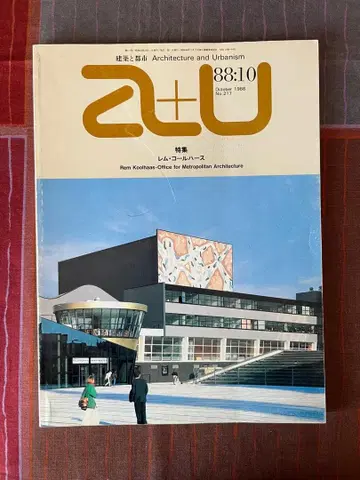 建築と都市 Architecture and Urbanism
a+u
88:10
October 1988
No.217
特集
レム・コールハース
Rem Koolhaas-Office for Metropolitan Architecture